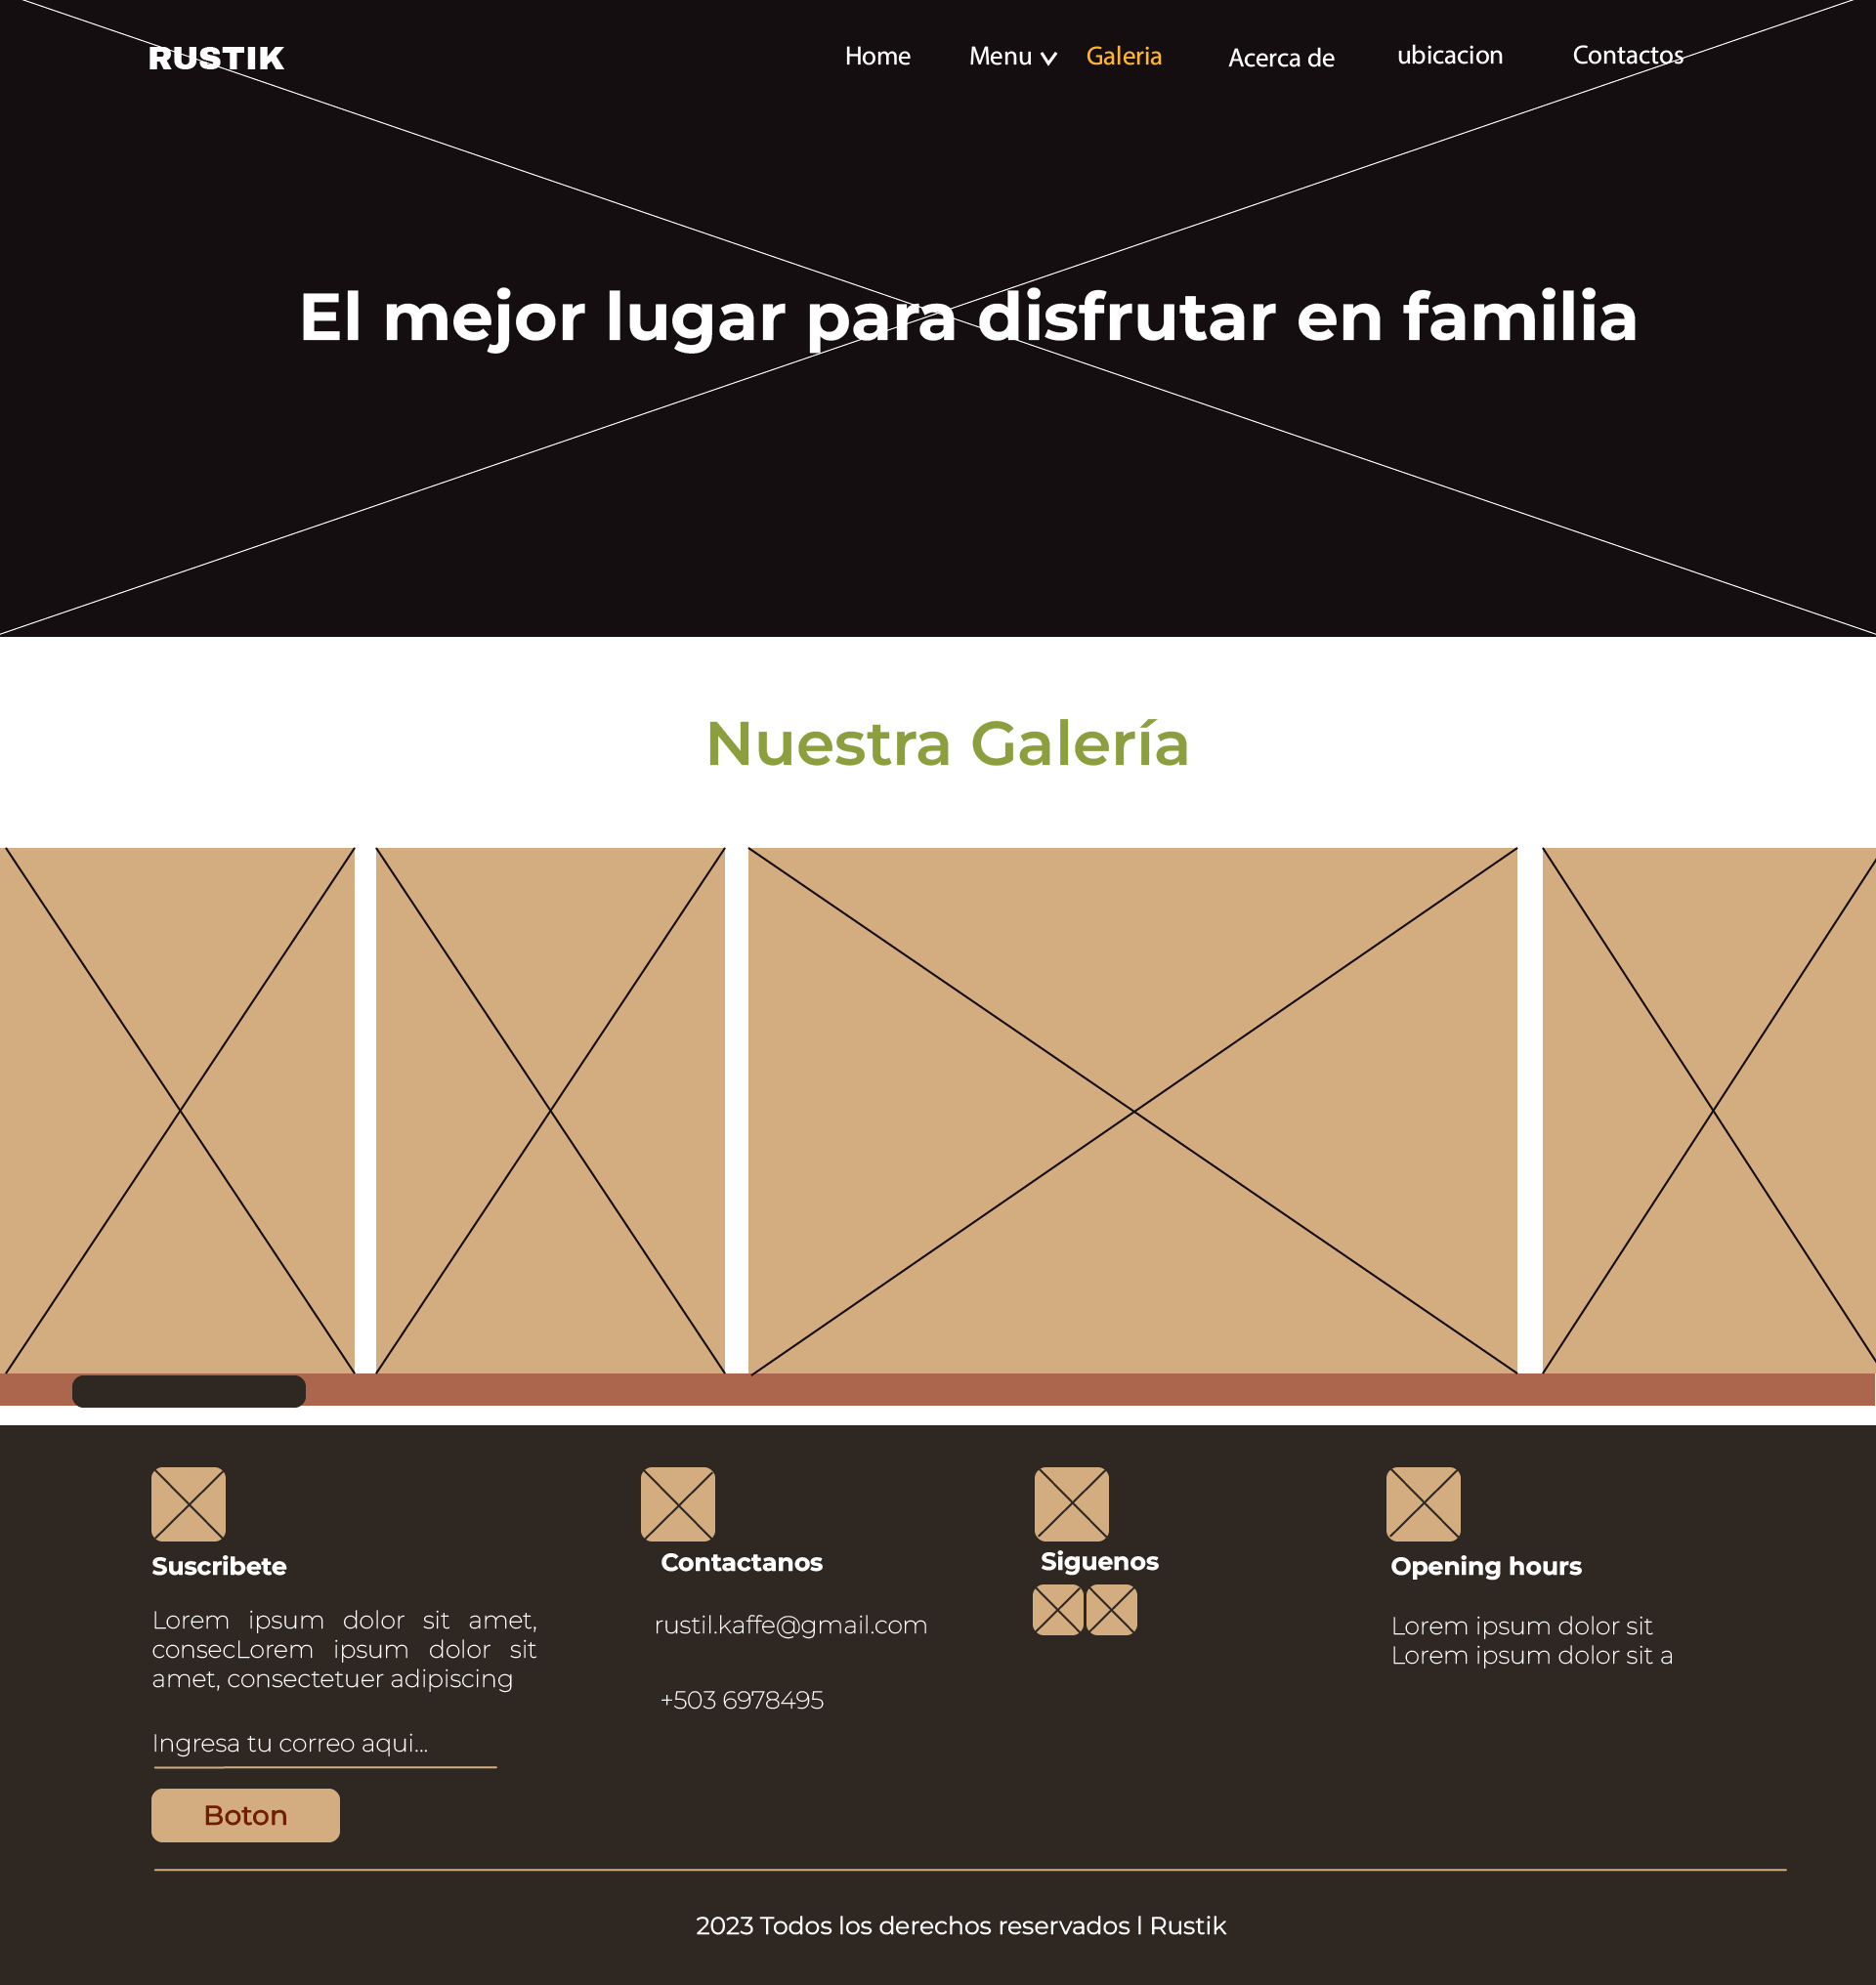 RUSTIK
Home Menu Galeria Acerca de ubicacion Contactos
El mejor lugar para disfrutar en familia
Nuestra Galería
Suscribete
Lorem ipsum dolor sit amet,
consecLorem ipsum dolor sit
amet, consectetuer adipiscing
Ingresa tu correo aqui...
Boton
Contactanos
rustil.kaffe@gmail.com
+503 6978495
Siguenos
Opening hours
Lorem ipsum dolor sit
Lorem ipsum dolor sit a
2023 Todos los derechos reservados l Rustik